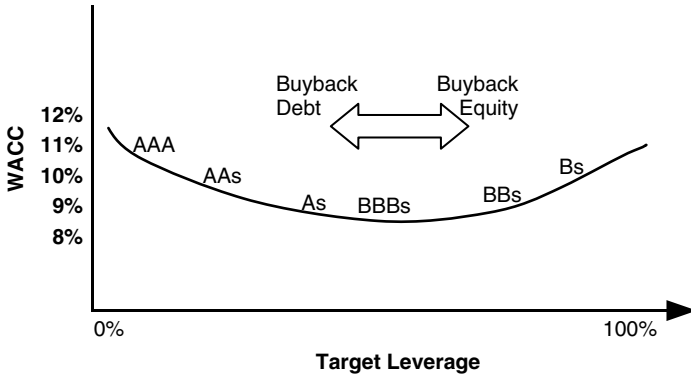 Buyback Buyback
Debt Equity
12%
11%
10%
9%
8%
WACC
AAA
AAs
As
BBBs
BBs
Bs
0% 100%
Target Leverage